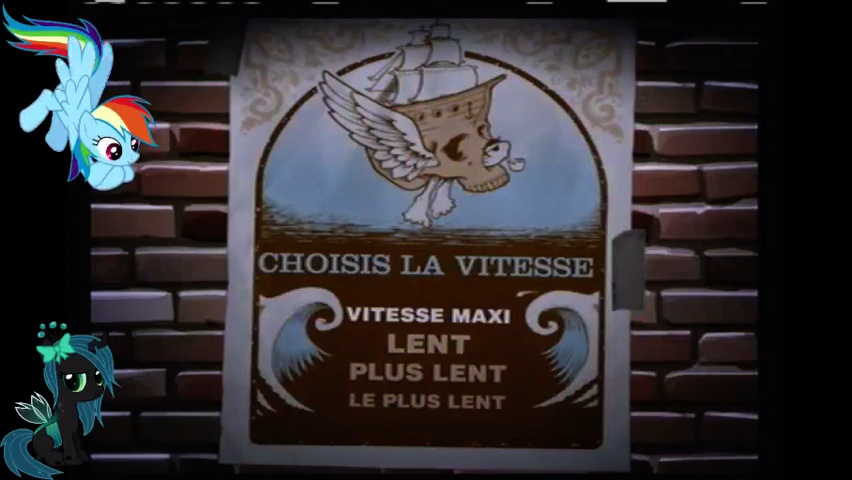 CHOISIS LA VITESSE
VITESSE MAXI
LENT
PLUS LENT
LE PLUS LENT